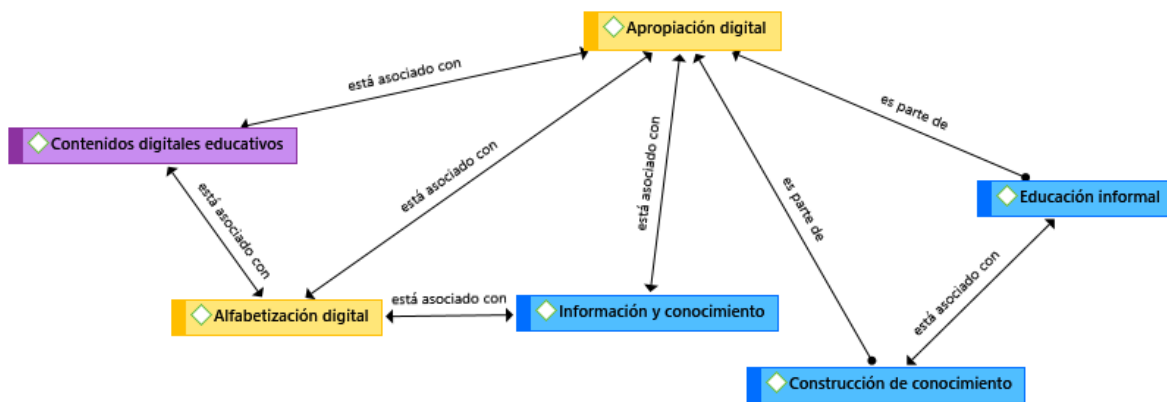 Apropiación digital
está asociado con
es parte de
Contenidos digitales educativos
está asociado con
está asociado con
es parte de
Educación informal
está asociado con
está asociado con
Alfabetización digital
está asociado con
Información y conocimiento
Construcción de conocimiento